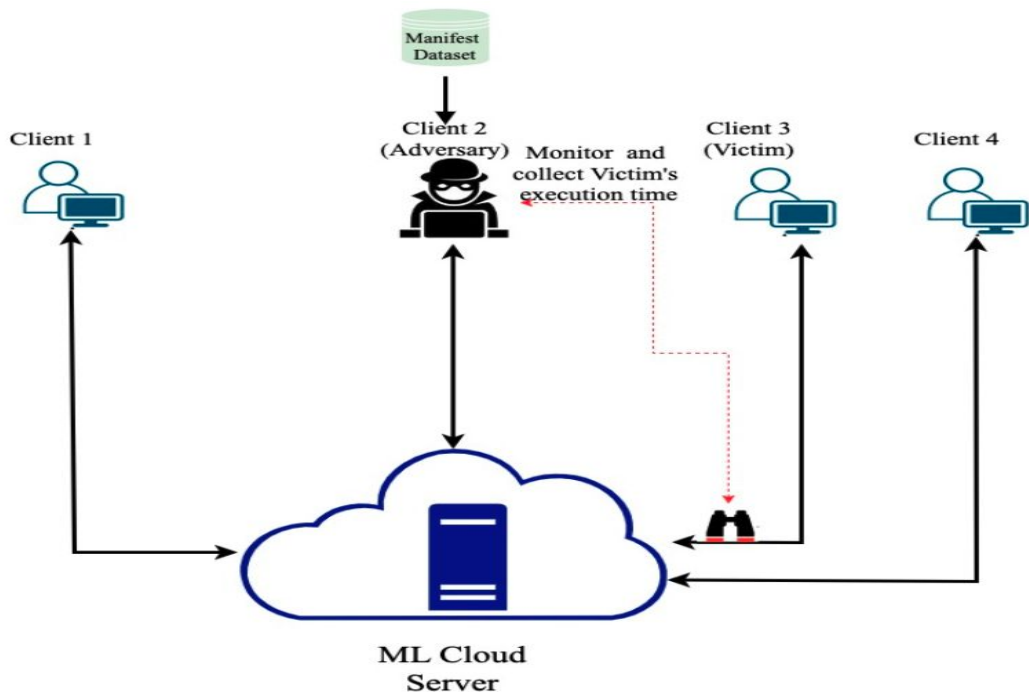 Manifest
Dataset
Client 1
Client 2
(Adversary)
Monitor and
collect Victim's
execution time
Client 3
(Victim)
Client 4
ML Cloud
Server